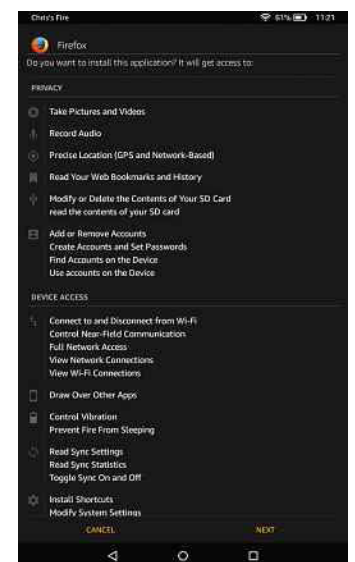 Chris's Fire 61% 11:21
Firefox
Do you want to install this application? It will get access to:
PRIVACY
Take Pictures and Videos
Record Audio
Precise Location (GPS and Network-Based)
Read Your Web Bookmarks and History
Modify or Delete the Contents of Your SD Card
read the contents of your SD card
Add or Remove Accounts
Create Accounts and Set Passwords
Find Accounts on the Device
Use accounts on the Device
DEVICE ACCESS
Connect to and Disconnect from Wi-Fi
Control Near-Field Communication
Full Network Access
View Network Connections
View Wi-Fi Connections
Draw Over Other Apps
Control Vibration
Prevent Fire From Sleeping
Read Sync Settings
Read Sync Statistics
Toggle Sync On and Off
Install Shortcuts
Modify System Settings
CANCEL NEXT